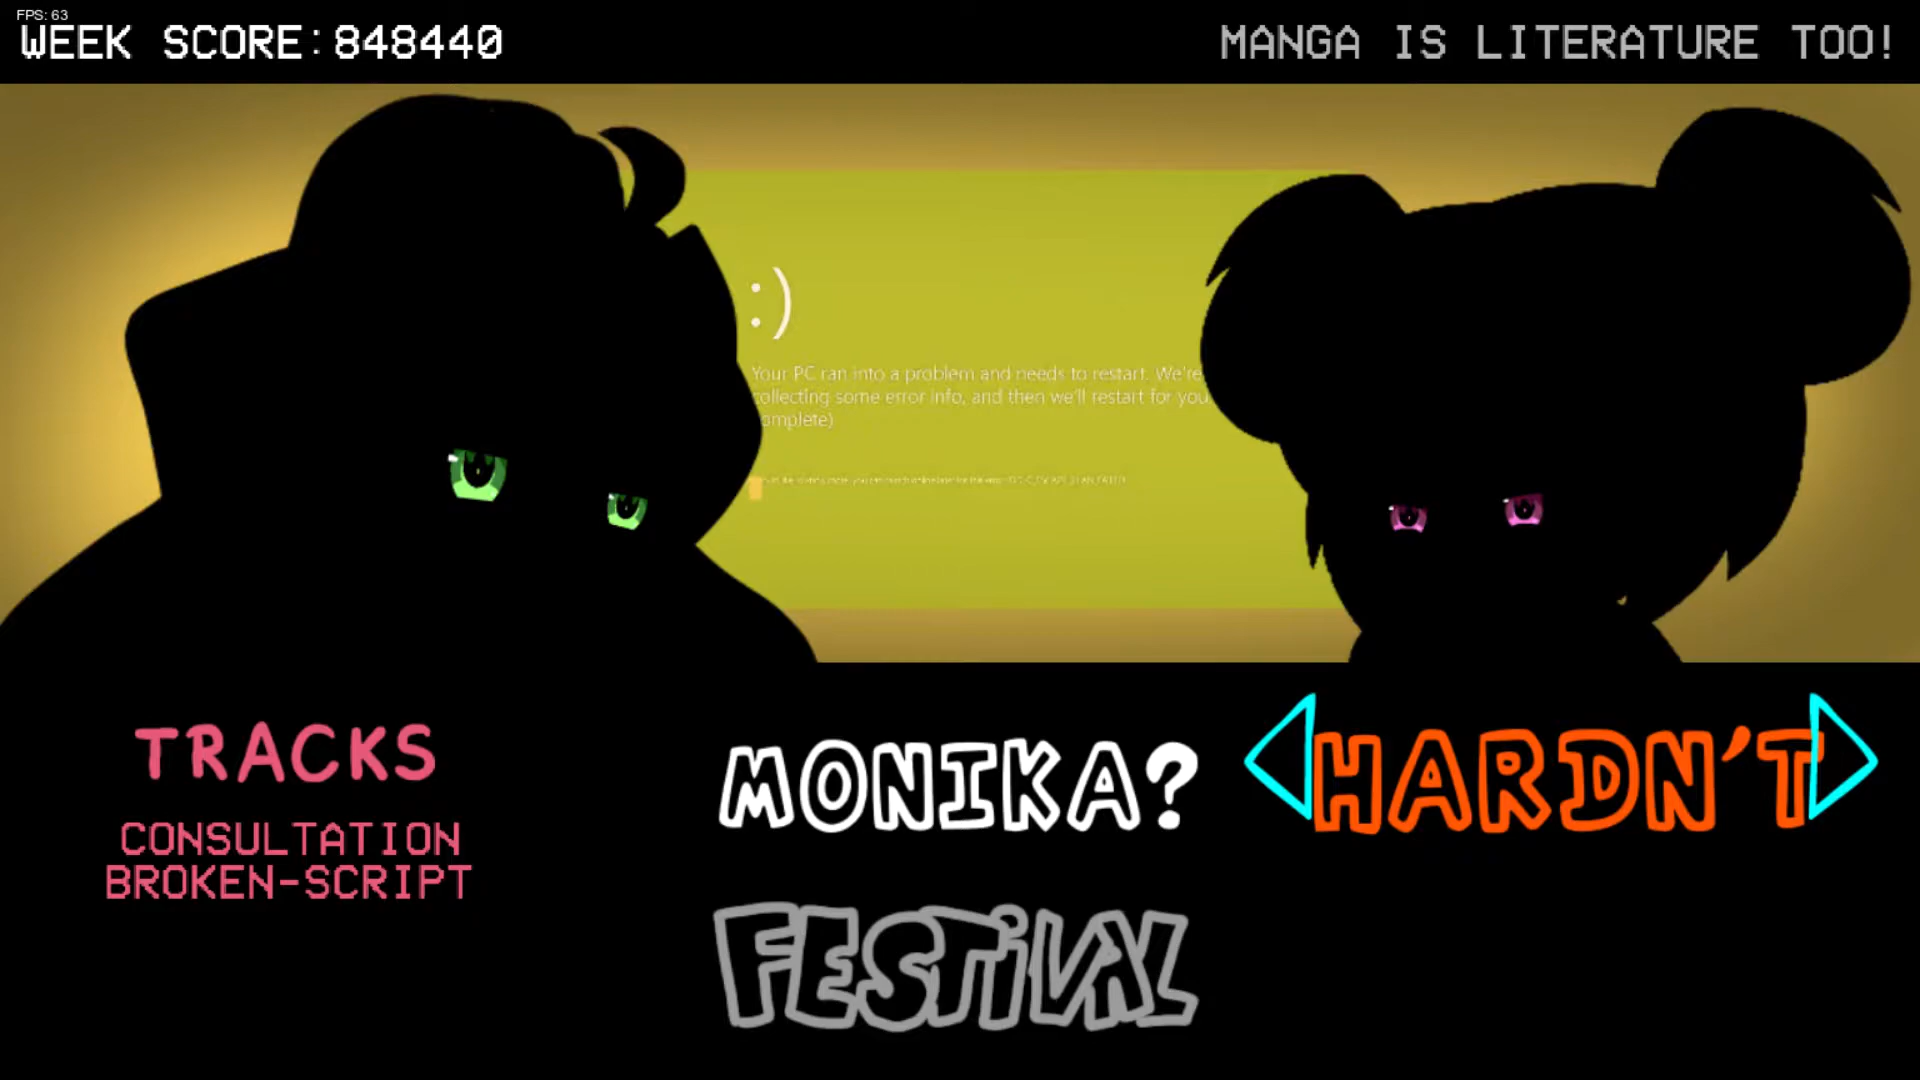 FPS: 63
WEEK SCORE:848440
MANGA IS LITERATURE TOO!
:)
Your PC ran into a problem and needs to restart. We're
collecting some error info, and then we'll restart for you.
omplete)
TRACKS
CONSULTATION
BROKEN-SCRIPT
MONIKA?
HARDN'T
FESTIVAL